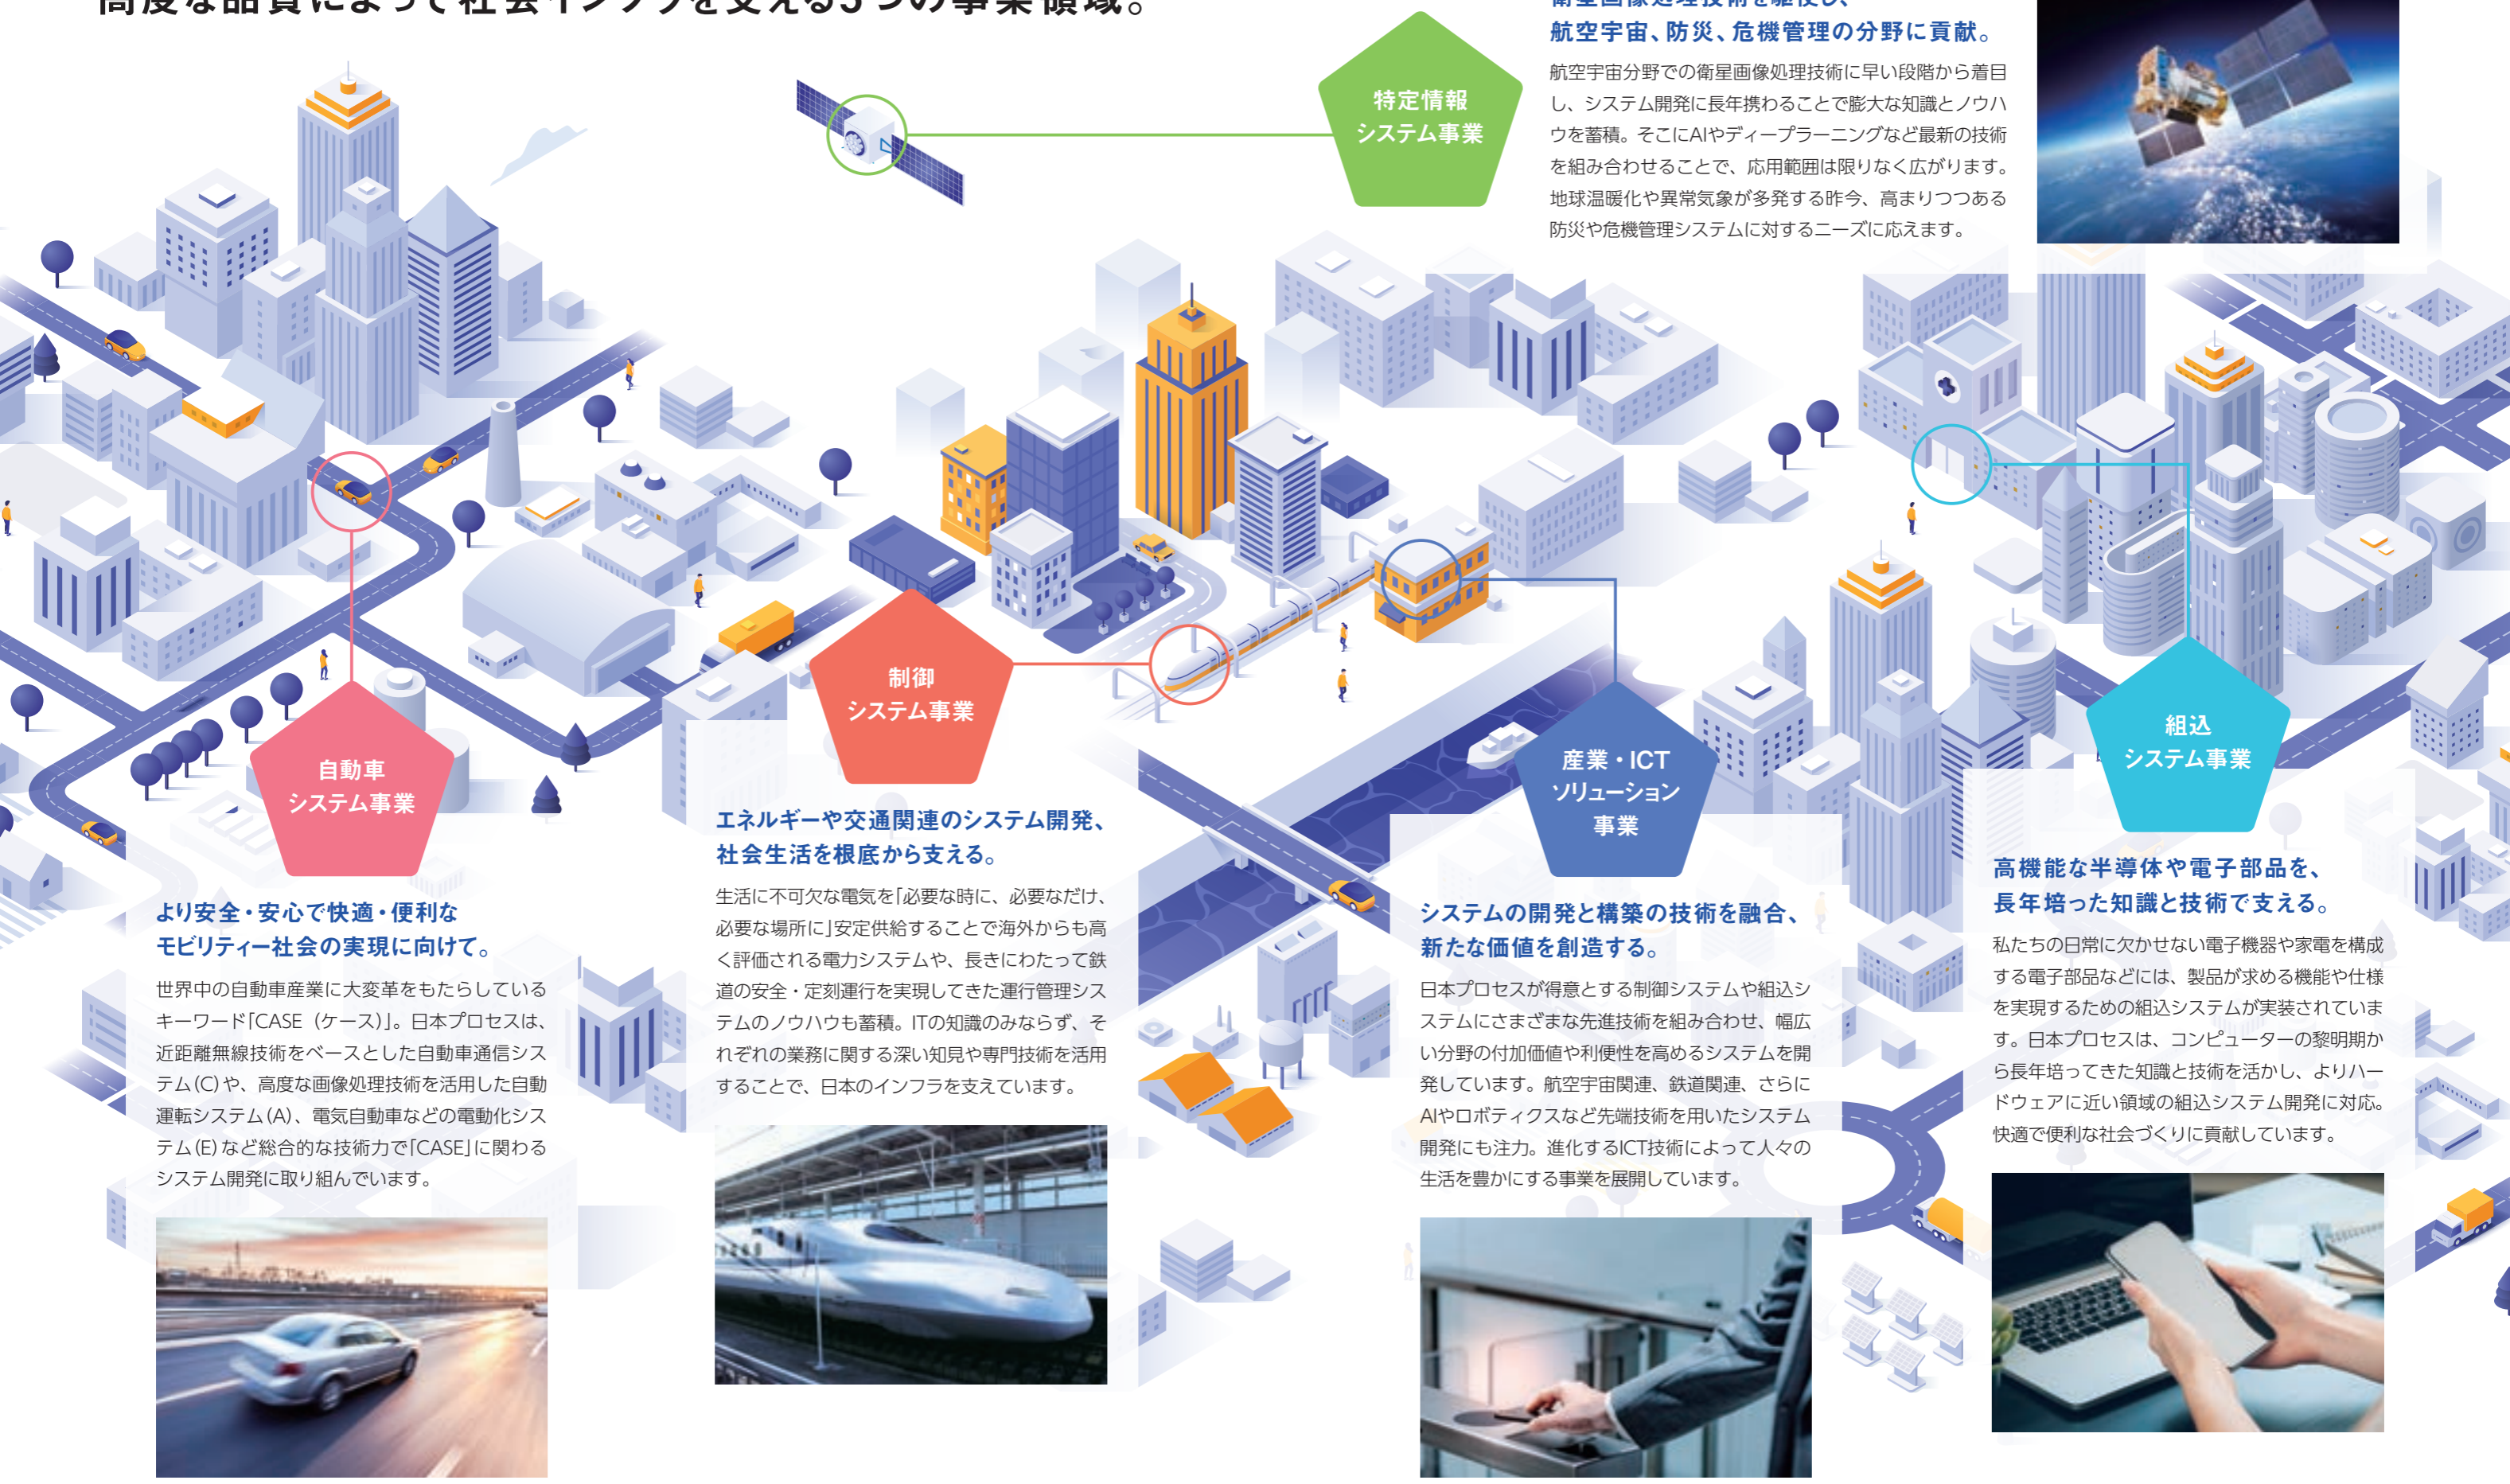 高度な品質によって社会インフラを支える5つの事業領域。
特定情報
システム事業
衛星画像処理技術を駆使し、
航空宇宙、防災、危機管理の分野に貢献。
航空宇宙分野での衛星画像処理技術に早い段階から着目
し、システム開発に長年携わることで膨大な知識とノウハ
ウを蓄積。そこにAIやディープラーニングなど最新の技術
を組み合わせることで、応用範囲は限りなく広がります。
地球温暖化や異常気象が多発する昨今、高まりつつある
防災や危機管理システムに対するニーズに応えます。
自動車
システム事業
より安全・安心で快適・便利な
モビリティー社会の実現に向けて。
世界中の自動車産業に大変革をもたらしている
キーワード「CASE（ケース）」。日本プロセスは、
近距離無線技術をベースとした自動車通信シス
テム(C)や、高度な画像処理技術を活用した自動
運転システム(A)、電気自動車などの電動化シス
テム(E)など総合的な技術力で「CASE」に関わる
システム開発に取り組んでいます。
制御
システム事業
エネルギーや交通関連のシステム開発、
社会生活を根底から支える。
生活に不可欠な電気を「必要な時に、必要なだけ、
必要な場所に」安定供給することで海外からも高
く評価される電力システムや、長きにわたって鉄
道の安全・定刻運行を実現してきた運行管理シス
テムのノウハウも蓄積。ITの知識のみならず、そ
れぞれの業務に関する深い知見や専門技術を活用
することで、日本のインフラを支えています。
産業・ICT
ソリューション
事業
システムの開発と構築の技術を融合、
新たな価値を創造する。
日本プロセスが得意とする制御システムや組込シ
ステムにさまざまな先進技術を組み合わせ、幅広
い分野の付加価値や利便性を高めるシステムを開
発しています。航空宇宙関連、鉄道関連、さらに
AIやロボティクスなど先端技術を用いたシステム
開発にも注力。進化するICT技術によって人々の
生活を豊かにする事業を展開しています。
組込
システム事業
高機能な半導体や電子部品を、
長年培った知識と技術で支える。
私たちの日常に欠かせない電子機器や家電を構成
する電子部品などには、製品が求める機能や仕様
を実現するための組込システムが実装されていま
す。日本プロセスは、コンピューターの黎明期か
ら長年培ってきた知識と技術を活かし、よりハー
ドウェアに近い領域の組込システム開発に対応。
快適で便利な社会づくりに貢献しています。